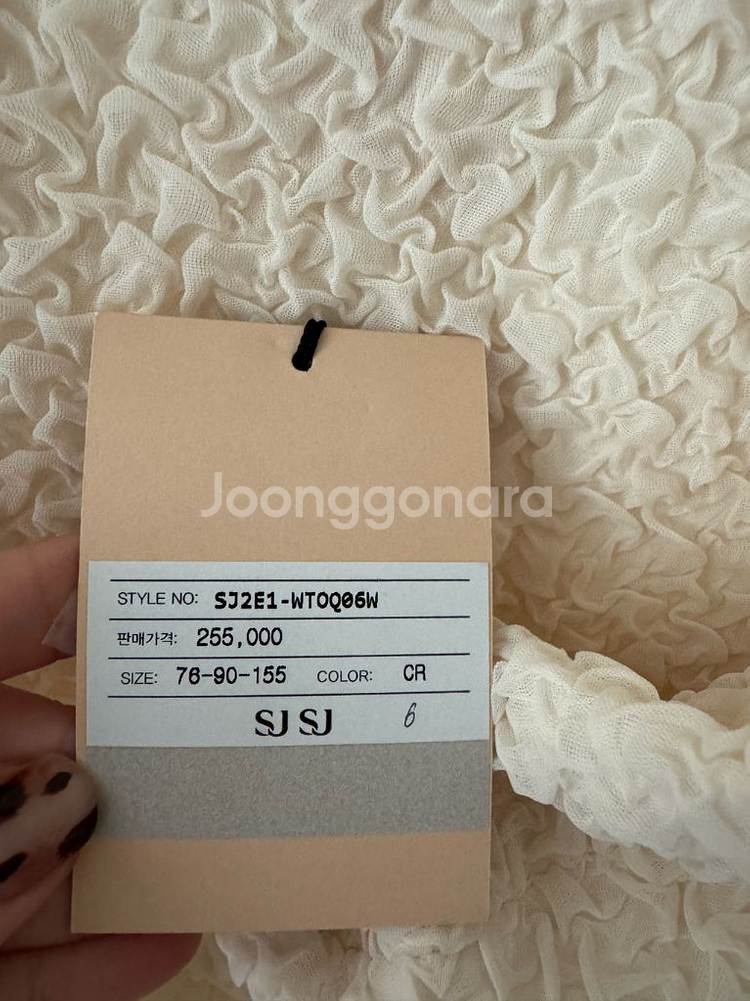 Joonggonara
STYLE NO: SJ2E1-WTOQ06W
판매가격: 255,000
SIZE: 76-90-155 COLOR: CR
SJ SJ 6